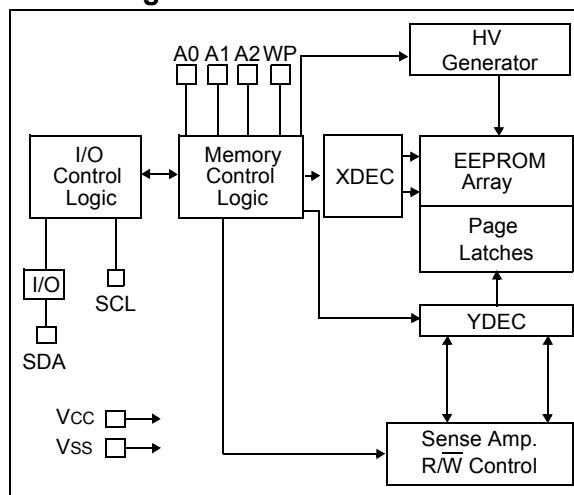 A0 A1 A2 WP
HV
Generator
I/O
Control
Logic
Memory
Control
Logic
XDEC
EEPROM
Array
Page
Latches
I/O
SCL
SDA
YDEC
VCC
VSS
Sense Amp.
R/W̅ Control